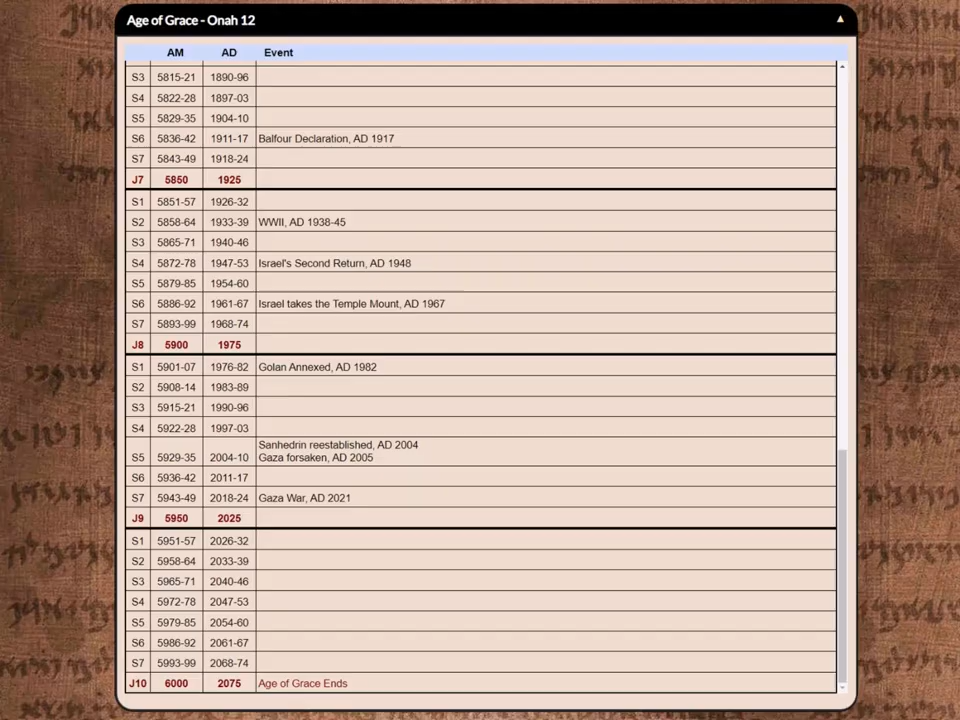 Age of Grace - Onah 12
AM AD Event
S3 5815-21 1890-96
S4 5822-28 1897-03
S5 5829-35 1904-10
S6 5836-42 1911-17 Balfour Declaration, AD 1917
S7 5843-49 1918-24
J7 5850 1925
S1 5851-57 1926-32
S2 5858-64 1933-39 WWII, AD 1938-45
S3 5865-71 1940-46
S4 5872-78 1947-53 Israel's Second Return, AD 1948
S5 5879-85 1954-60
S6 5886-92 1961-67 Israel takes the Temple Mount, AD 1967
S7 5893-99 1968-74
J8 5900 1975
S1 5901-07 1976-82 Golan Annexed, AD 1982
S2 5908-14 1983-89
S3 5915-21 1990-96
S4 5922-28 1997-03
Sanhedrin reestablished, AD 2004
S5 5929-35 2004-10 Gaza forsaken, AD 2005
S6 5936-42 2011-17
S7 5943-49 2018-24 Gaza War, AD 2021
J9 5950 2025
S1 5951-57 2026-32
S2 5958-64 2033-39
S3 5965-71 2040-46
S4 5972-78 2047-53
S5 5979-85 2054-60
S6 5986-92 2061-67
S7 5993-99 2068-74
J10 6000 2075 Age of Grace Ends